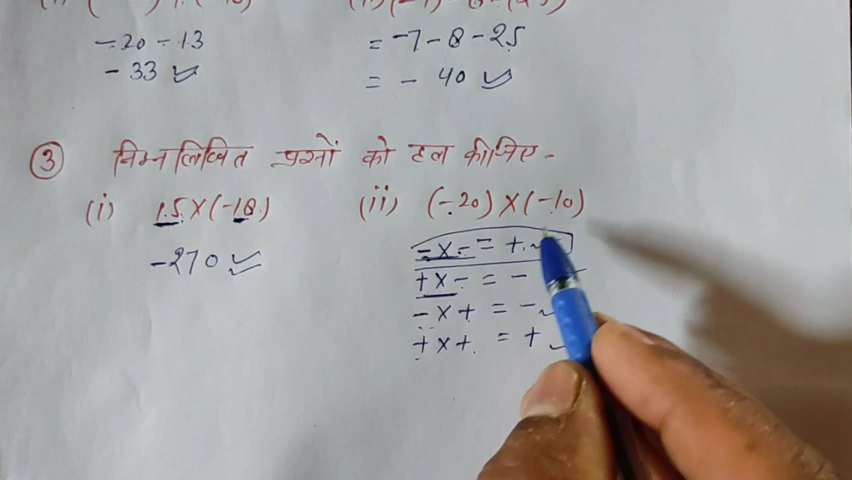 -20-13
= -7-8-25
-33
= - 40
③ निम्नलिखित प्रश्नों को हल कीजिए -
(i) 15×(-18)
(ii) (-20)×(-10)
-270
-×- = +
+×- = -
-×+ = -
+×+ = +